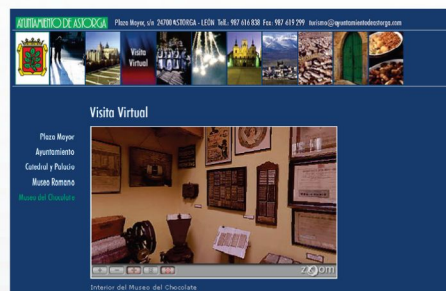 AYUNTAMIENTO DE ASTORGA
Plaza Mayor, s/n 24700 ASTORGA - LEÓN Telf.: 987 616 838 Fax: 987 619 299 turismo@ayuntamientodeastorga.com
Visita
Virtual
Visita Virtual
Plaza Mayor
Ayuntamiento
Catedral y Palacio
Museo Romano
Museo del Chocolate
zoom
Interior del Museo del Chocolate